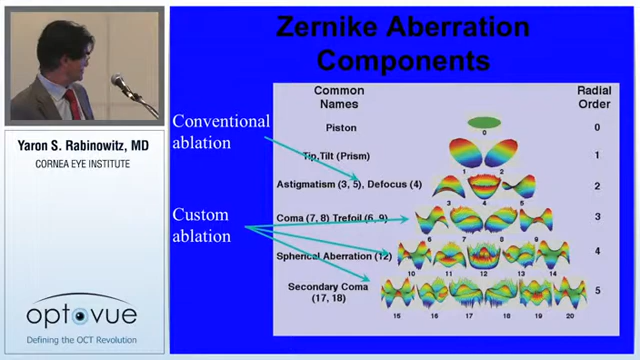 Zernike Aberration
Components
Common
Names
Radial
Order
Conventional
ablation
Custom
ablation
Piston
0
0
Tip,Tilt (Prism)
1 2
1
Astigmatism (3, 5), Defocus (4)
3 4 5
2
Coma (7, 8) Trefoil (6, 9)
6 7 8 9
3
Spherical Aberration (12)
10 11 12 13 14
4
Secondary Coma
(17, 18)
15 16 17 18 19 20
5
Yaron S. Rabinowitz, MD
CORNEA EYE INSTITUTE
optovue
Defining the OCT Revolution